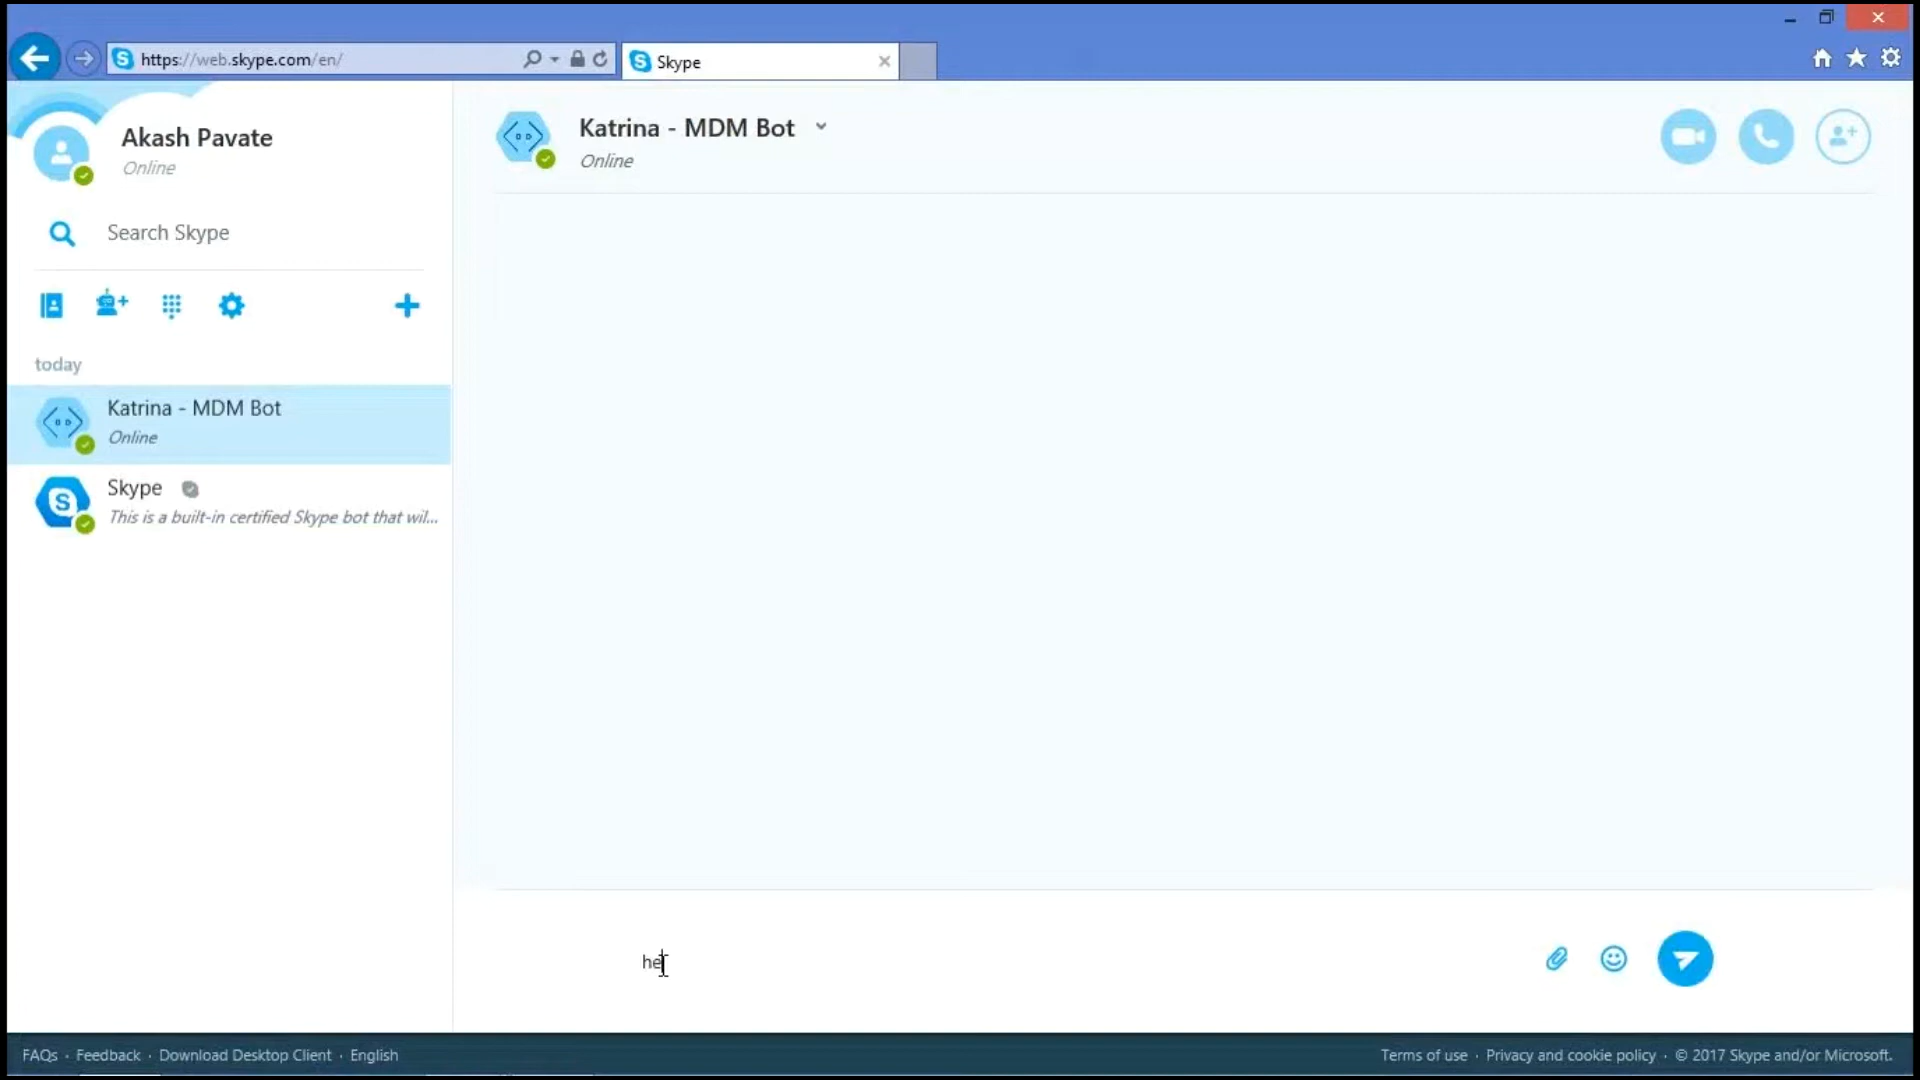 https://web.skype.com/en/
Skype
Akash Pavate
Online
Search Skype
today
Katrina - MDM Bot
Online
Skype
This is a built-in certified Skype bot that wil...
Katrina - MDM Bot
Online
he
FAQs · Feedback · Download Desktop Client · English
Terms of use · Privacy and cookie policy · © 2017 Skype and/or Microsoft.